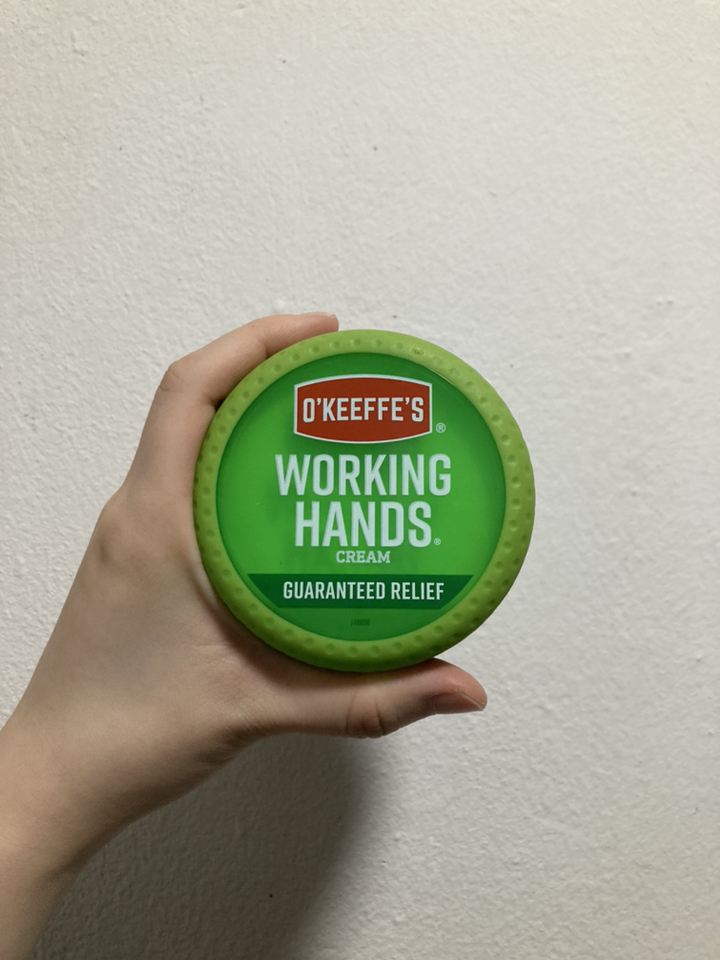 O'KEEFFE'S®
WORKING
HANDS®
CREAM
GUARANTEED RELIEF